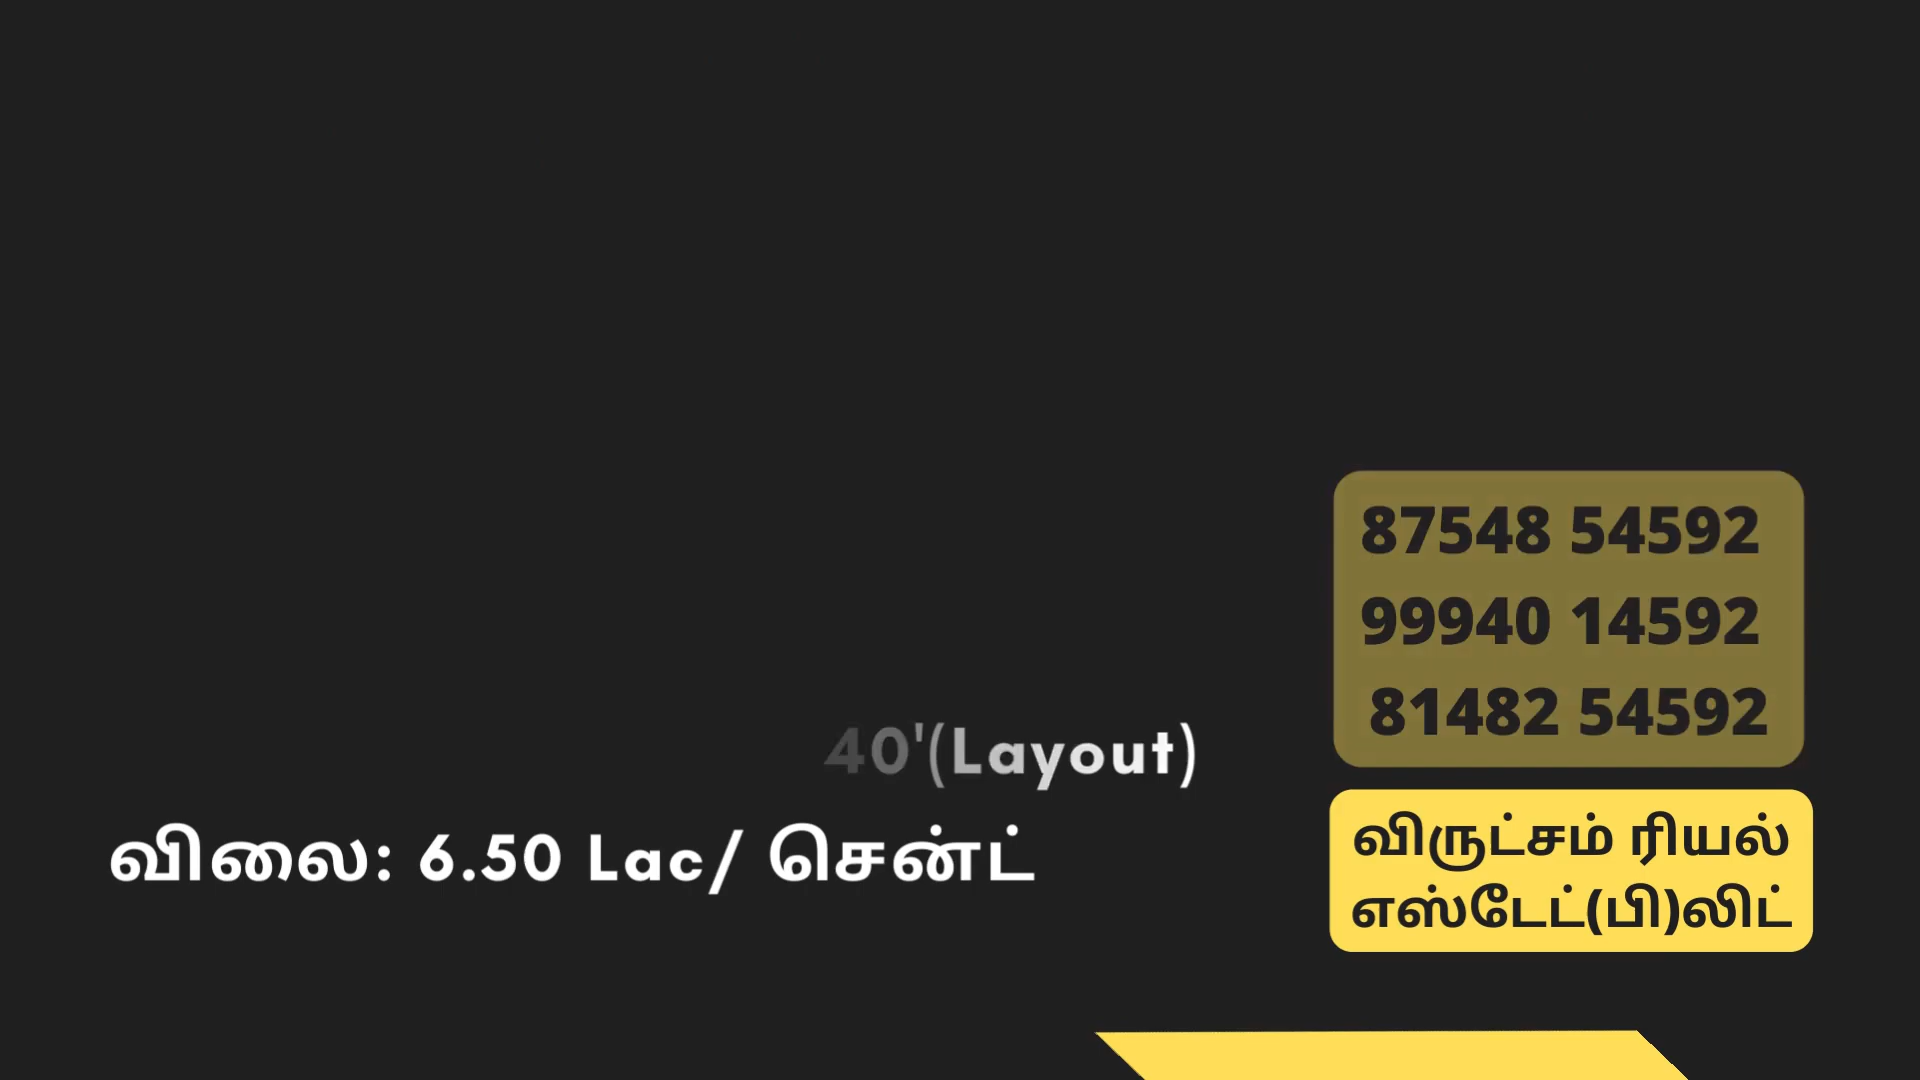 40'(Layout)
விலை: 6.50 Lac/ சென்ட்
87548 54592
99940 14592
81482 54592
விருட்சம் ரியல்
எஸ்டேட்(பி)லிட்